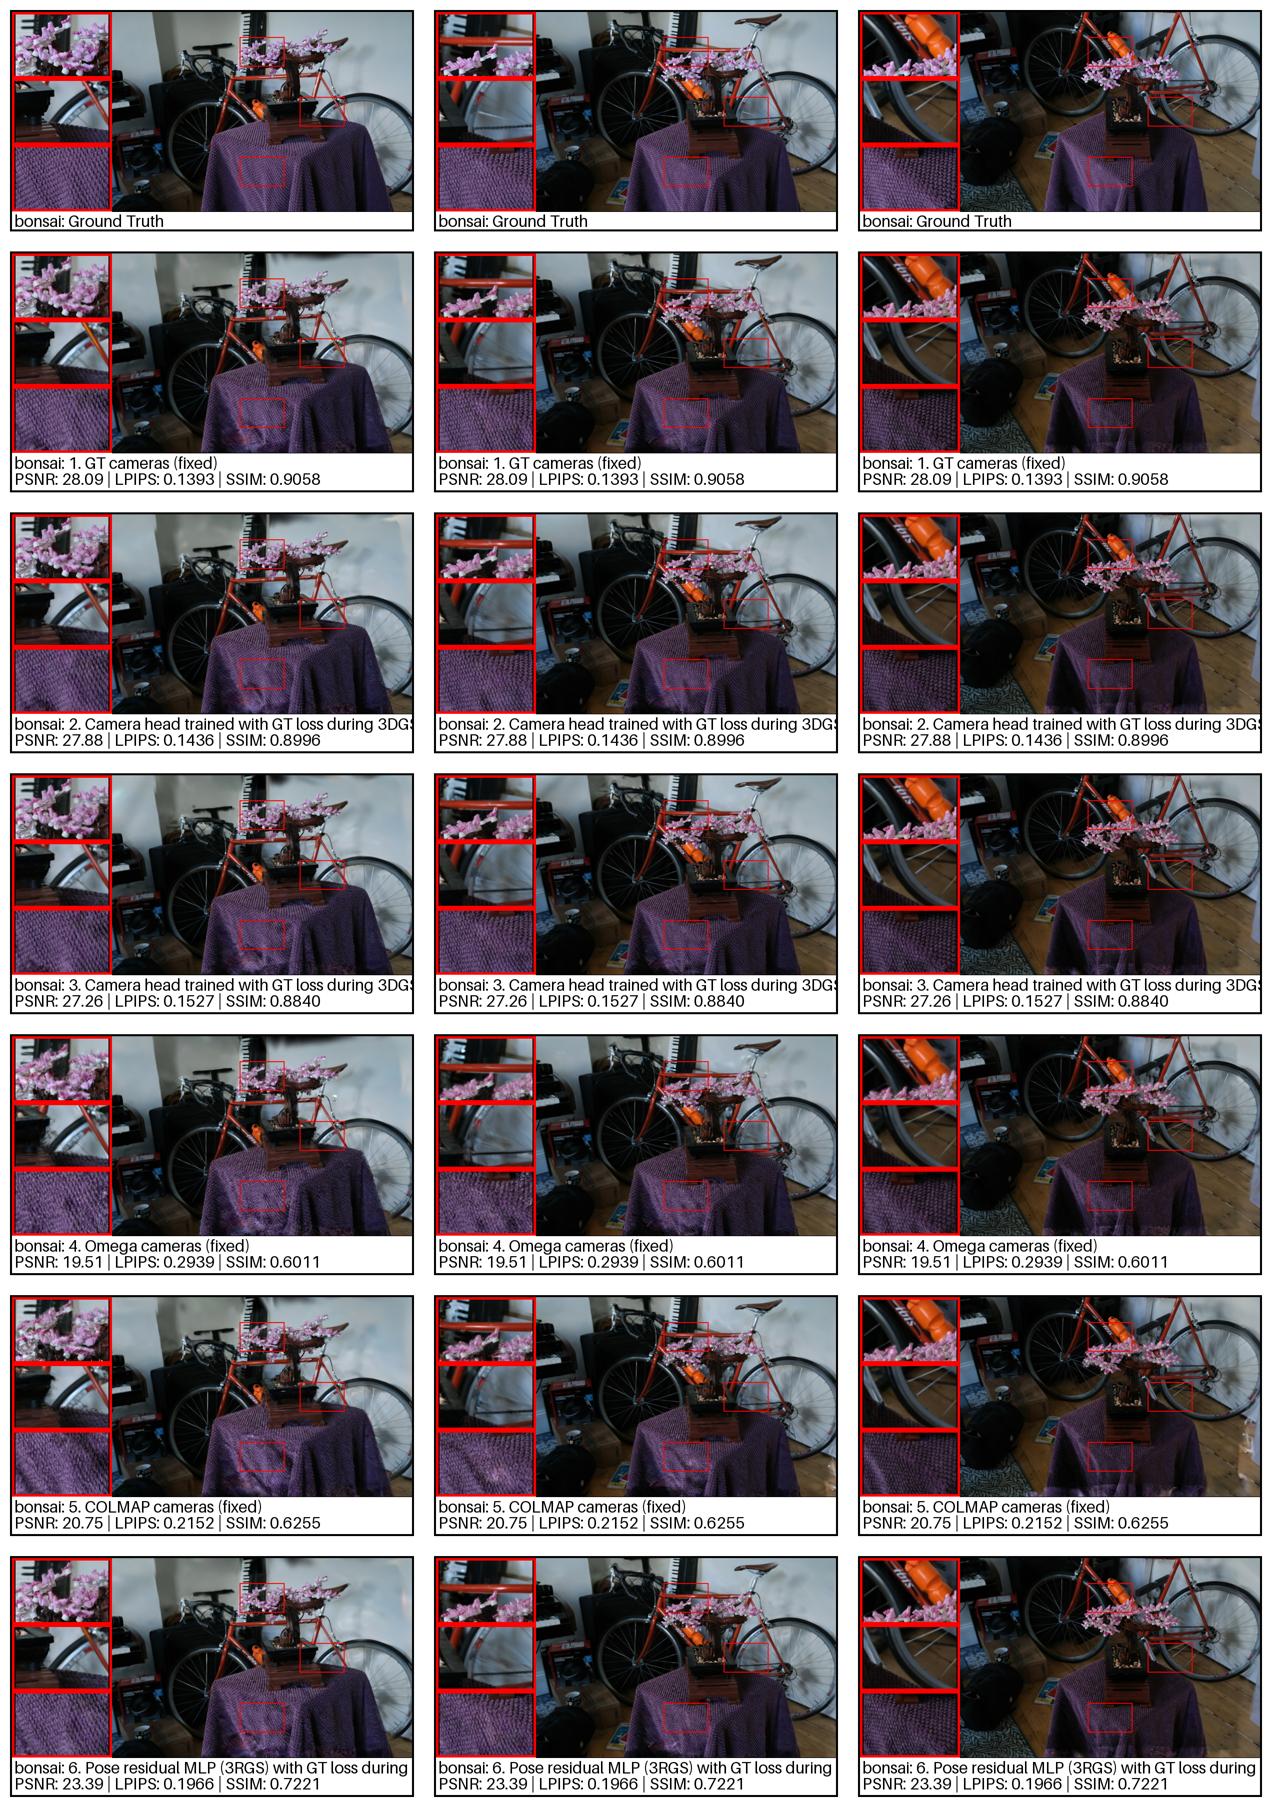 bonsai: Ground Truth
bonsai: Ground Truth
bonsai: Ground Truth
bonsai: 1. GT cameras (fixed)
PSNR: 28.09 | LPIPS: 0.1393 | SSIM: 0.9058
bonsai: 1. GT cameras (fixed)
PSNR: 28.09 | LPIPS: 0.1393 | SSIM: 0.9058
bonsai: 1. GT cameras (fixed)
PSNR: 28.09 | LPIPS: 0.1393 | SSIM: 0.9058
bonsai: 2. Camera head trained with GT loss during 3DGS
PSNR: 27.88 | LPIPS: 0.1436 | SSIM: 0.8996
bonsai: 2. Camera head trained with GT loss during 3DGS
PSNR: 27.88 | LPIPS: 0.1436 | SSIM: 0.8996
bonsai: 2. Camera head trained with GT loss during 3DGS
PSNR: 27.88 | LPIPS: 0.1436 | SSIM: 0.8996
bonsai: 3. Camera head trained with GT loss during 3DGS
PSNR: 27.26 | LPIPS: 0.1527 | SSIM: 0.8840
bonsai: 3. Camera head trained with GT loss during 3DGS
PSNR: 27.26 | LPIPS: 0.1527 | SSIM: 0.8840
bonsai: 3. Camera head trained with GT loss during 3DGS
PSNR: 27.26 | LPIPS: 0.1527 | SSIM: 0.8840
bonsai: 4. Omega cameras (fixed)
PSNR: 19.51 | LPIPS: 0.2939 | SSIM: 0.6011
bonsai: 4. Omega cameras (fixed)
PSNR: 19.51 | LPIPS: 0.2939 | SSIM: 0.6011
bonsai: 4. Omega cameras (fixed)
PSNR: 19.51 | LPIPS: 0.2939 | SSIM: 0.6011
bonsai: 5. COLMAP cameras (fixed)
PSNR: 20.75 | LPIPS: 0.2152 | SSIM: 0.6255
bonsai: 5. COLMAP cameras (fixed)
PSNR: 20.75 | LPIPS: 0.2152 | SSIM: 0.6255
bonsai: 5. COLMAP cameras (fixed)
PSNR: 20.75 | LPIPS: 0.2152 | SSIM: 0.6255
bonsai: 6. Pose residual MLP (3RGS) with GT loss during
PSNR: 23.39 | LPIPS: 0.1966 | SSIM: 0.7221
bonsai: 6. Pose residual MLP (3RGS) with GT loss during
PSNR: 23.39 | LPIPS: 0.1966 | SSIM: 0.7221
bonsai: 6. Pose residual MLP (3RGS) with GT loss during
PSNR: 23.39 | LPIPS: 0.1966 | SSIM: 0.7221